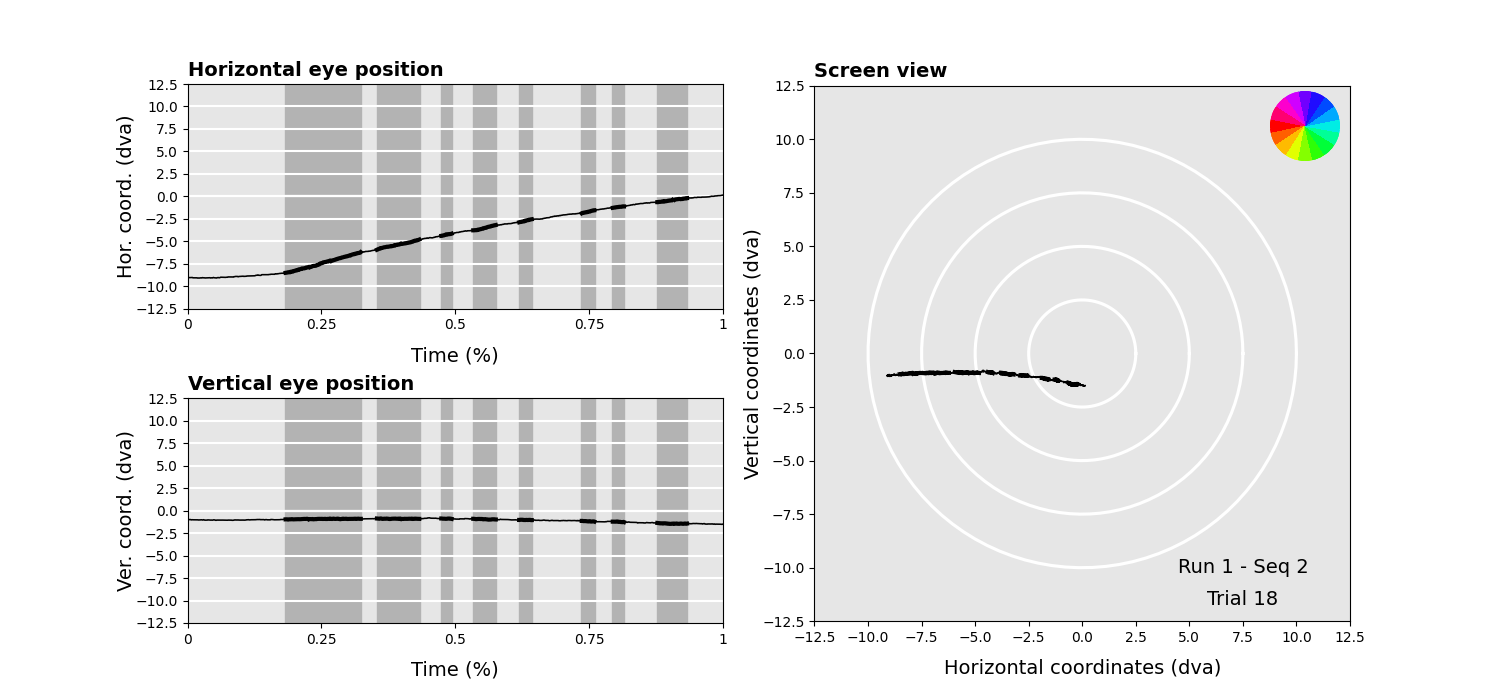 Horizontal eye position
Hor. coord. (dva)
12.5
10.0
7.5
5.0
2.5
0.0
−2.5
−5.0
−7.5
−10.0
−12.5
0 0.25 0.5 0.75 1
Time (%)
Vertical eye position
Ver. coord. (dva)
12.5
10.0
7.5
5.0
2.5
0.0
−2.5
−5.0
−7.5
−10.0
−12.5
0 0.25 0.5 0.75 1
Time (%)
Screen view
Vertical coordinates (dva)
12.5
10.0
7.5
5.0
2.5
0.0
−2.5
−5.0
−7.5
−10.0
−12.5
Run 1 - Seq 2
Trial 18
−12.5 −10.0 −7.5 −5.0 −2.5 0.0 2.5 5.0 7.5 10.0 12.5
Horizontal coordinates (dva)